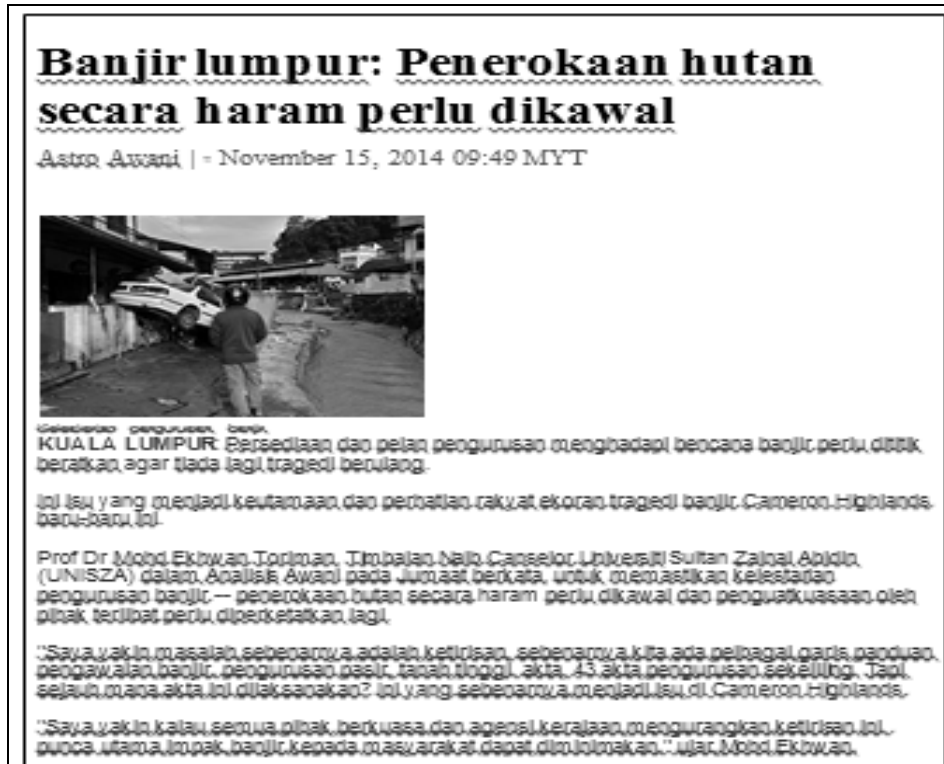 Banjir lumpur: Penerokaan hutan
secara haram perlu dikawal
Astro Awani | - November 15, 2014 09:49 MYT
pengurusan banjir
KUALA LUMPUR: Persediaan dan pelan pengurusan menghadapi bencana banjir perlu dititik
beratkan agar tiada lagi tragedi berulang.
Ini isu yang menjadi keutamaan dan perhatian rakyat ekoran tragedi banjir Cameron Highlands
baru-baru ini.
Prof Dr Mohd Ekhwan Toriman, Timbalan Naib Canselor Universiti Sultan Zainal Abidin
(UNISZA) dalam Analisis Awani pada Jumaat berkata, untuk memastikan kelestarian
pengurusan banjir — penerokaan hutan secara haram perlu dikawal dan penguatkuasaan oleh
pihak terlibat perlu diperketatkan lagi.
"Saya yakin masalah sebenarnya adalah ketirisan, sebenarnya kita ada pelbagai garis panduan
pengawalan banjir, pengurusan pasir, tanah tinggi, akta, 43 akta pengurusan sekeliling. Tapi
sejauh mana akta ini dilaksanakan? Ini yang sebenarnya menjadi isu di Cameron Highlands.
"Saya yakin kalau semua pihak berkuasa dan agensi kerajaan mengurangkan ketirisan ini,
punca utama impak banjir kepada masyarakat dapat diminimakan," ujar Mohd Ekhwan.